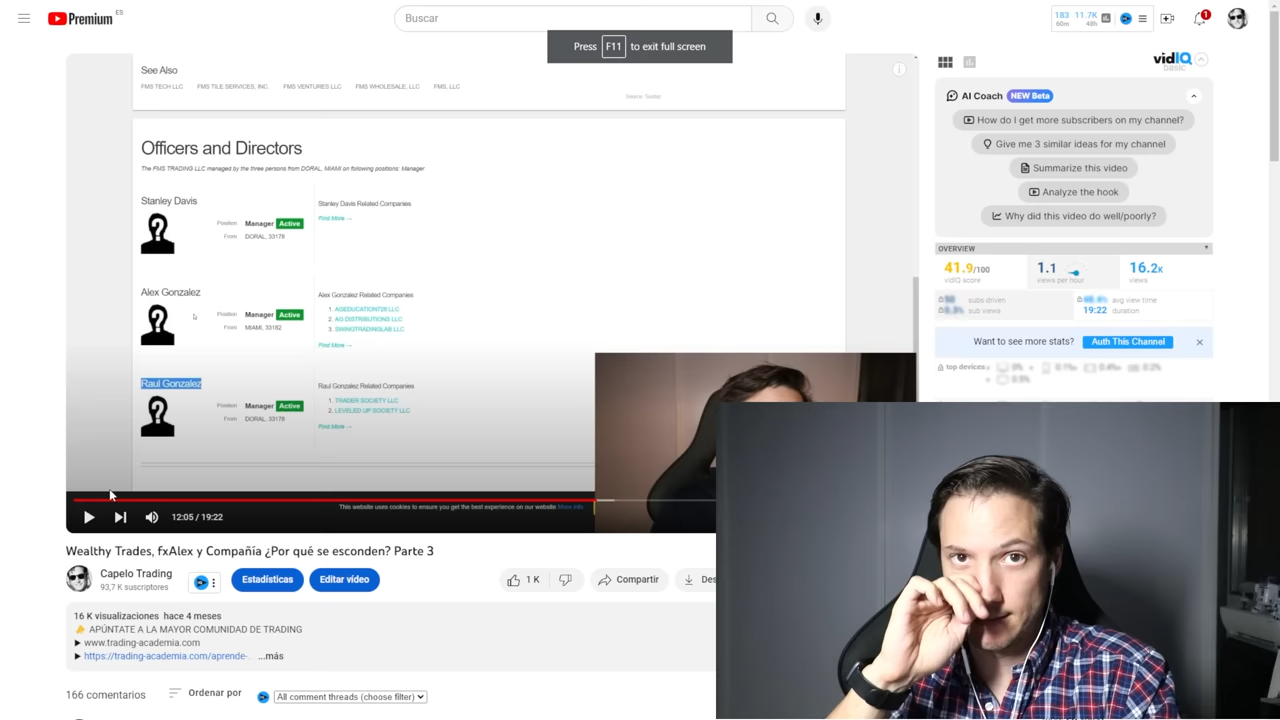 Premium ES
Buscar
183 11.7K
60m 48h
1
Press F11 to exit full screen
See Also
FMS TECH LLC FMS TILE SERVICES, INC. FMS VENTURES LLC FMS WHOLESALE, LLC FMS, LLC
Officers and Directors
The FMS TRADING LLC managed by the three persons from DORAL, MIAMI on following positions: Manager
Stanley Davis
Position Manager Active
From DORAL, 33178
Stanley Davis Related Companies
Find More →
Alex Gonzalez
Position Manager Active
From MIAMI, 33182
Alex Gonzalez Related Companies
1. AGEDUCATION728 LLC
2. AG DISTRIBUTIONS LLC
3. SWINGTRADINGLAB LLC
Find More →
Raul Gonzalez
Position Manager Active
From DORAL, 33178
Raul Gonzalez Related Companies
1. TRADER SOCIETY LLC
2. LEVELED UP SOCIETY LLC
Find More →
This website uses cookies to ensure you get the best experience on our website More info
12:05 / 19:22
Wealthy Trades, fxAlex y Compañía ¿Por qué se esconden? Parte 3
Capelo Trading
93,7 K suscriptores
Estadísticas
Editar vídeo
1 K
Compartir
16 K visualizaciones hace 4 meses
APÚNTATE A LA MAYOR COMUNIDAD DE TRADING
► www.trading-academia.com
► https://trading-academia.com/aprende-... ...más
166 comentarios
Ordenar por
All comment threads (choose filter)
vidIQ
basic
AI Coach NEW Beta
How do I get more subscribers on my channel?
Give me 3 similar ideas for my channel
Summarize this video
Analyze the hook
Why did this video do well/poorly?
OVERVIEW
41.9/100 1.1 16.2K
vidIQ score views per hour views
subs driven avg view time
sub views 19:22 duration
Want to see more stats? Auth This Channel
top devices